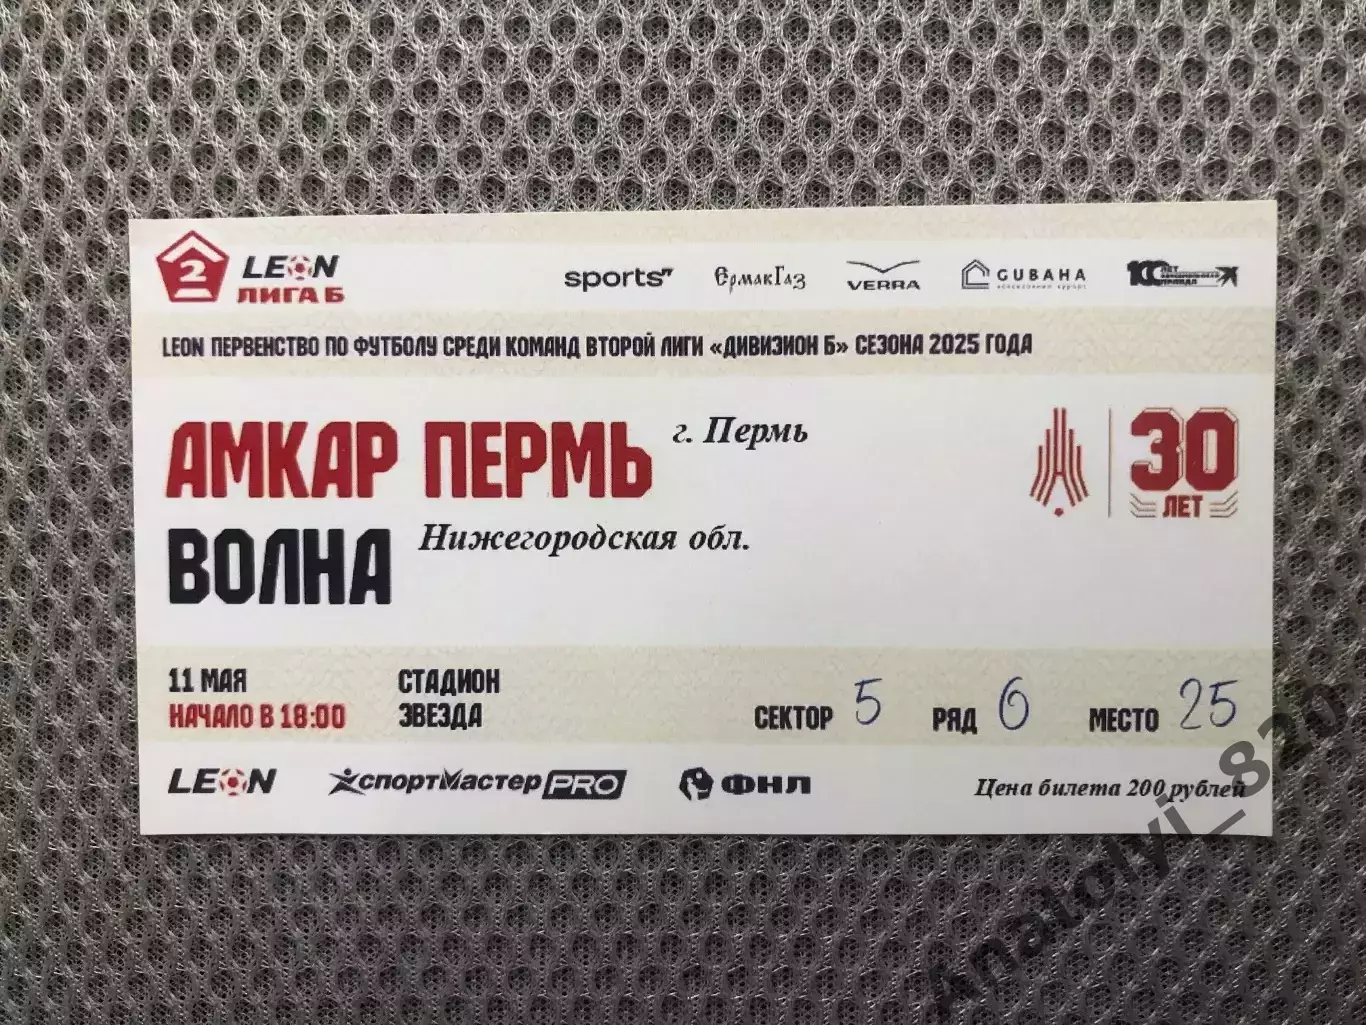 2 LEON ЛИГА Б
sports" ЕрмакГаз VERRA GUBAHA 100 ЛЕТ
LEON ПЕРВЕНСТВО ПО ФУТБОЛУ СРЕДИ КОМАНД ВТОРОЙ ЛИГИ «ДИВИЗИОН Б» СЕЗОНА 2025 ГОДА
АМКАР ПЕРМЬ г. Пермь
ВОЛНА Нижегородская обл.
30 ЛЕТ
11 МАЯ
НАЧАЛО В 18:00
СТАДИОН
ЗВЕЗДА
СЕКТОР 5 РЯД 6 МЕСТО 25
LEON СПОРТМАСТЕР PRO ФНЛ Цена билета 200 рублей
Anatolyi_820